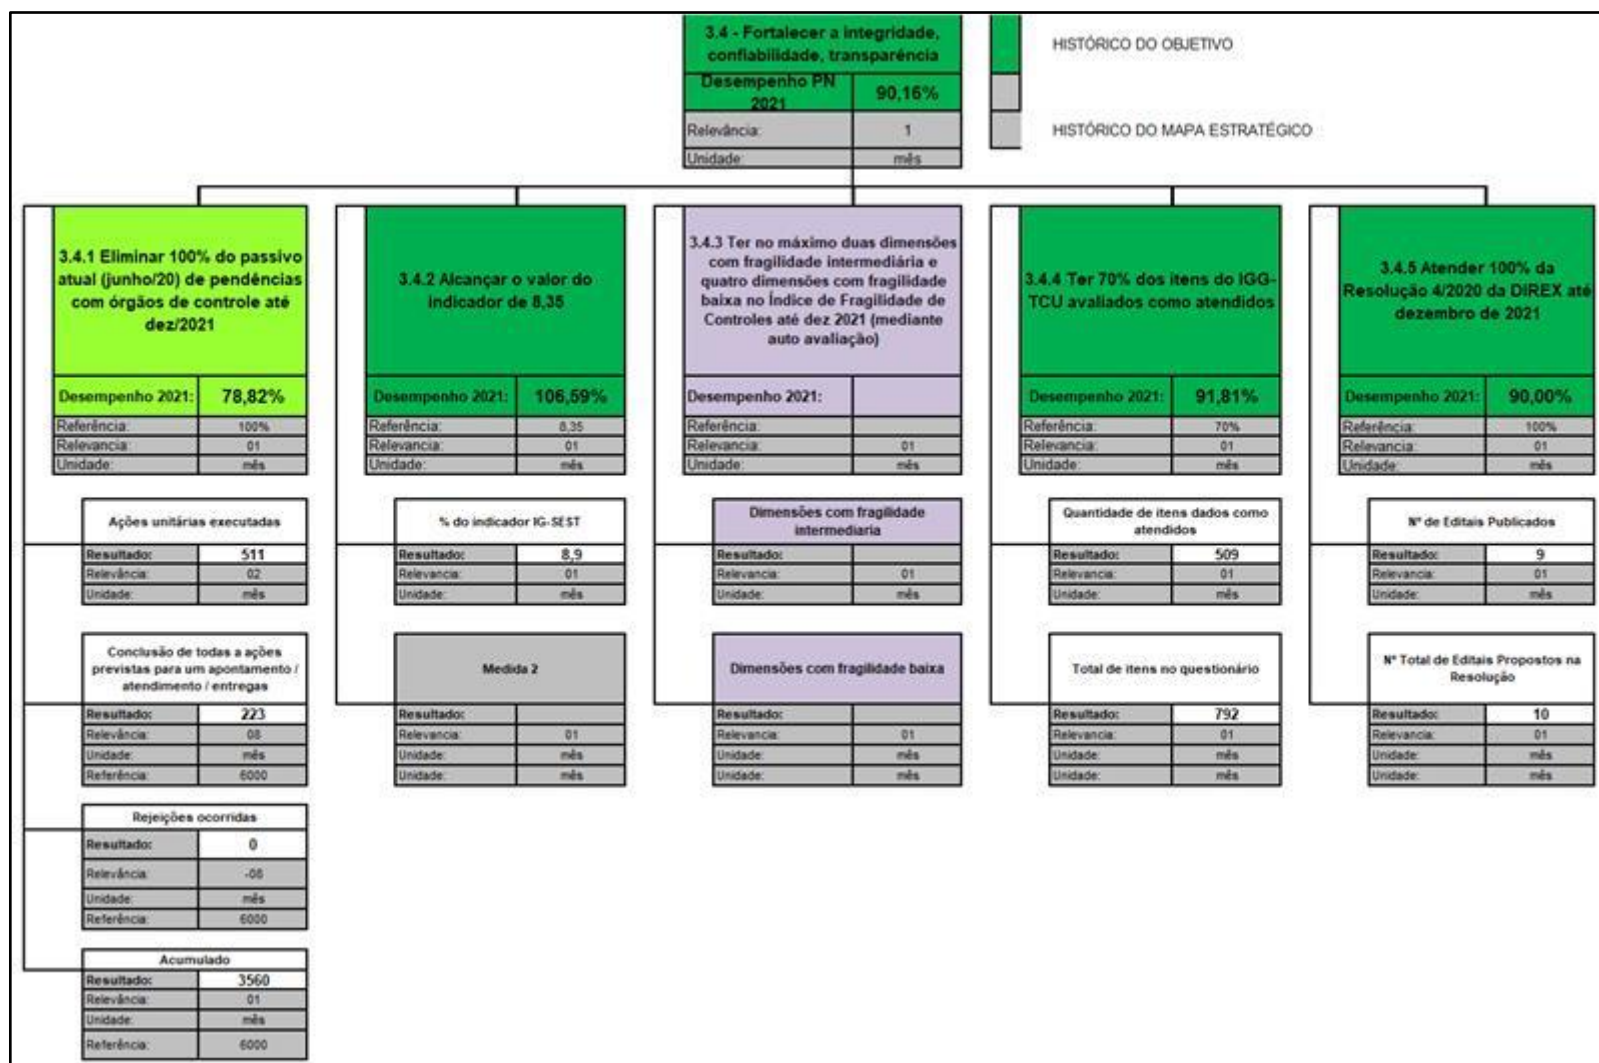 3.4 - Fortalecer a integridade,
confiabilidade, transparência
Desempenho PN
2021
90,16%
Relevância: 1
Unidade: mês
HISTÓRICO DO OBJETIVO
HISTÓRICO DO MAPA ESTRATÉGICO
3.4.1 Eliminar 100% do passivo
atual (junho/20) de pendências
com órgãos de controle até
dez/2021
Desempenho 2021: 78,82%
Referência: 100%
Relevancia: 01
Unidade: mês
Ações unitárias executadas
Resultado: 511
Relevância: 02
Unidade: mês
Conclusão de todas a ações
previstas para um apontamento /
atendimento / entregas
Resultado: 223
Relevância: 08
Unidade: mês
Referência: 6000
Rejeições ocorridas
Resultado: 0
Relevância: -08
Unidade: mês
Referência: 6000
Acumulado
Resultado: 3560
Relevância: 01
Unidade: mês
Referência: 6000
3.4.2 Alcançar o valor do
indicador de 8,35
Desempenho 2021: 106,59%
Referência: 8,35
Relevancia: 01
Unidade: mês
% do indicador IG-SEST
Resultado: 8,9
Relevancia: 01
Unidade: mês
Medida 2
Resultado:
Relevancia: 01
Unidade: mês
Unidade: mês
3.4.3 Ter no máximo duas dimensões
com fragilidade intermediária e
quatro dimensões com fragilidade
baixa no Índice de Fragilidade de
Controles até dez 2021 (mediante
auto avaliação)
Desempenho 2021:
Referência:
Relevancia: 01
Unidade: mês
Dimensões com fragilidade
intermediaria
Resultado:
Relevancia: 01
Unidade: mês
Dimensões com fragilidade baixa
Resultado:
Relevancia: 01
Unidade: mês
Unidade: mês
3.4.4 Ter 70% dos itens do IGG-
TCU avaliados como atendidos
Desempenho 2021: 91,81%
Referência: 70%
Relevancia: 01
Unidade: mês
Quantidade de itens dados como
atendidos
Resultado: 509
Relevancia: 01
Unidade: mês
Total de itens no questionário
Resultado: 792
Relevancia: 01
Unidade: mês
Unidade: mês
3.4.5 Atender 100% da
Resolução 4/2020 da DIREX até
dezembro de 2021
Desempenho 2021: 90,00%
Referência: 100%
Relevancia: 01
Unidade: mês
Nº de Editais Publicados
Resultado: 9
Relevancia: 01
Unidade: mês
Nº Total de Editais Propostos na
Resolução
Resultado: 10
Relevancia: 01
Unidade: mês
Unidade: mês